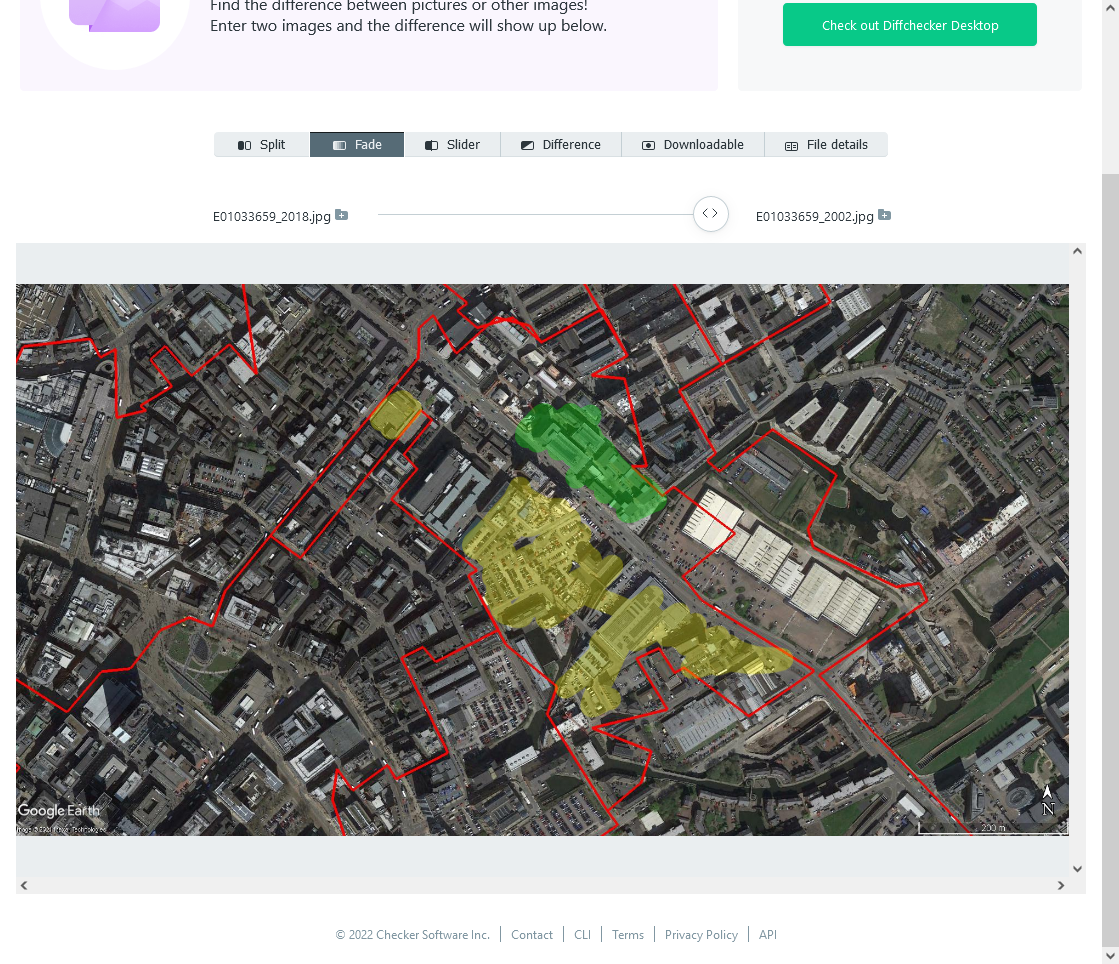 Find the difference between pictures or other images!
Enter two images and the difference will show up below.
Check out Diffchecker Desktop
Split
Fade
Slider
Difference
Downloadable
File details
E01033659_2018.jpg
E01033659_2002.jpg
Google Earth
N
200 m
© 2022 Checker Software Inc.
Contact
CLI
Terms
Privacy Policy
API